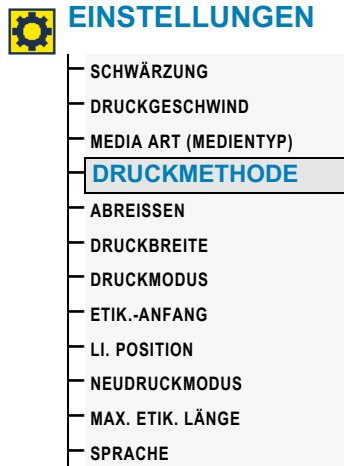 EINSTELLUNGEN
SCHWÄRZUNG
DRUCKGESCHWIND
MEDIA ART (MEDIENTYP)
DRUCKMETHODE
ABREISSEN
DRUCKBREITE
DRUCKMODUS
ETIK.-ANFANG
LI. POSITION
NEUDRUCKMODUS
MAX. ETIK. LÄNGE
SPRACHE